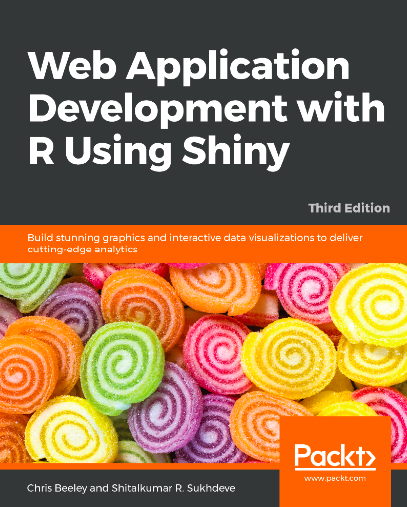 Web Application
Development with
R Using Shiny
Third Edition
Build stunning graphics and interactive data visualizations to deliver
cutting-edge analytics
Packt>
www.packt.com
Chris Beeley and Shitalkumar R. Sukhdeve